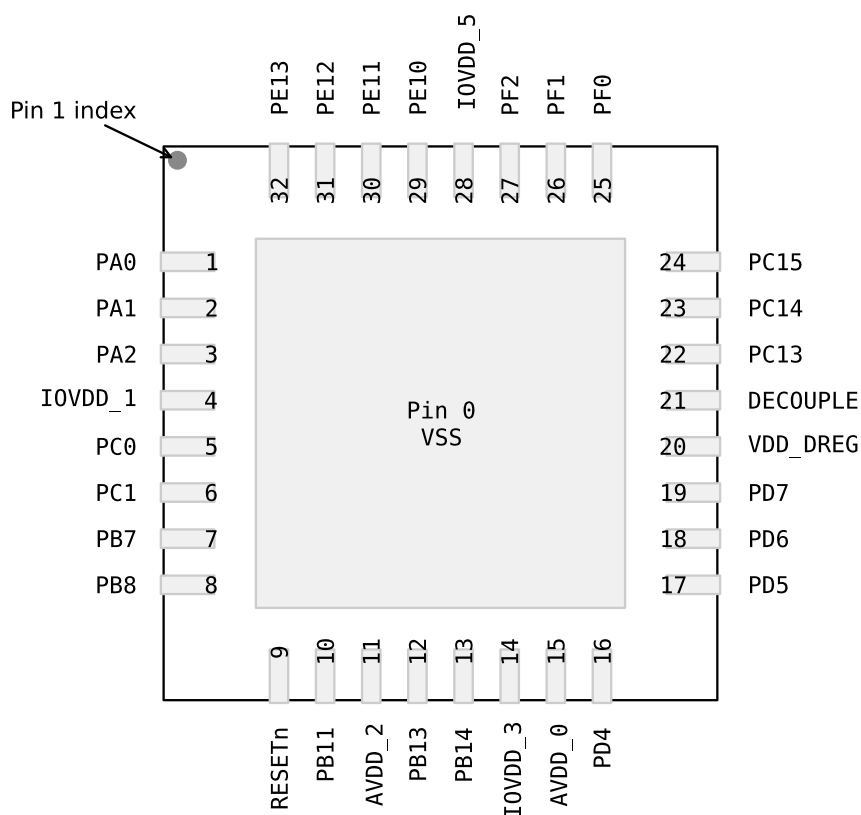 PE13
PE12
PE11
PE10
IOVDD_5
PF2
PF1
PF0
Pin 1 index
32
31
30
29
28
27
26
25
PA0 1
24 PC15
PA1 2
23 PC14
PA2 3
22 PC13
IOVDD_1 4
21 DECOUPLE
PC0 5
20 VDD_DREG
PC1 6
19 PD7
PB7 7
18 PD6
PB8 8
17 PD5
Pin 0
VSS
9
10
11
12
13
14
15
16
RESETn
PB11
AVDD_2
PB13
PB14
IOVDD_3
AVDD_0
PD4